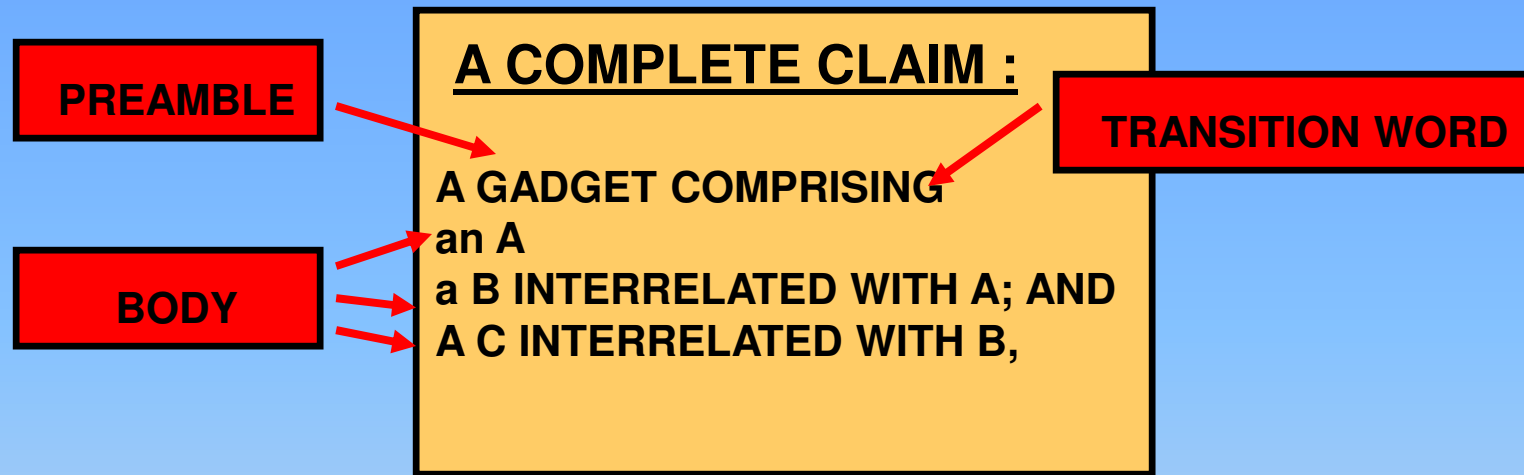 A COMPLETE CLAIM :
PREAMBLE
TRANSITION WORD
A GADGET COMPRISING
an A
a B INTERRELATED WITH A; AND
A C INTERRELATED WITH B,
BODY